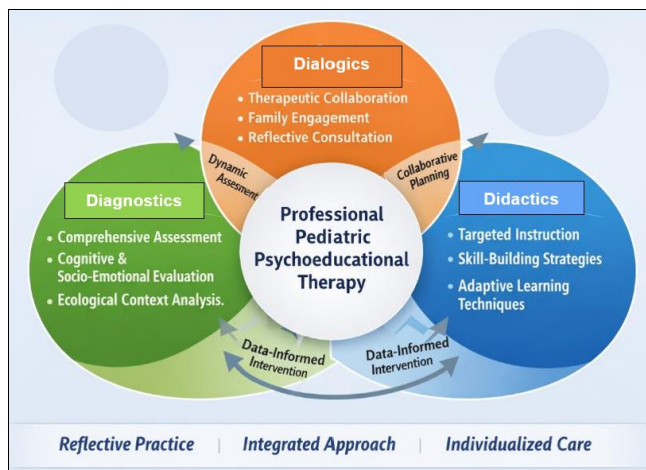 Dialogics
• Therapeutic Collaboration
• Family Engagement
• Reflective Consultation
Dynamic
Assesment
Collaborative
Planning
Diagnostics
• Comprehensive Assessment
• Cognitive &
Socio-Emotional Evaluation
• Ecological Context Analysis.
Professional
Pediatric
Psychoeducational
Therapy
Didactics
• Targeted Instruction
• Skill-Building Strategies
• Adaptive Learning
Techniques
Data-Informed
Intervention
Data-Informed
Intervention
Reflective Practice | Integrated Approach | Individualized Care